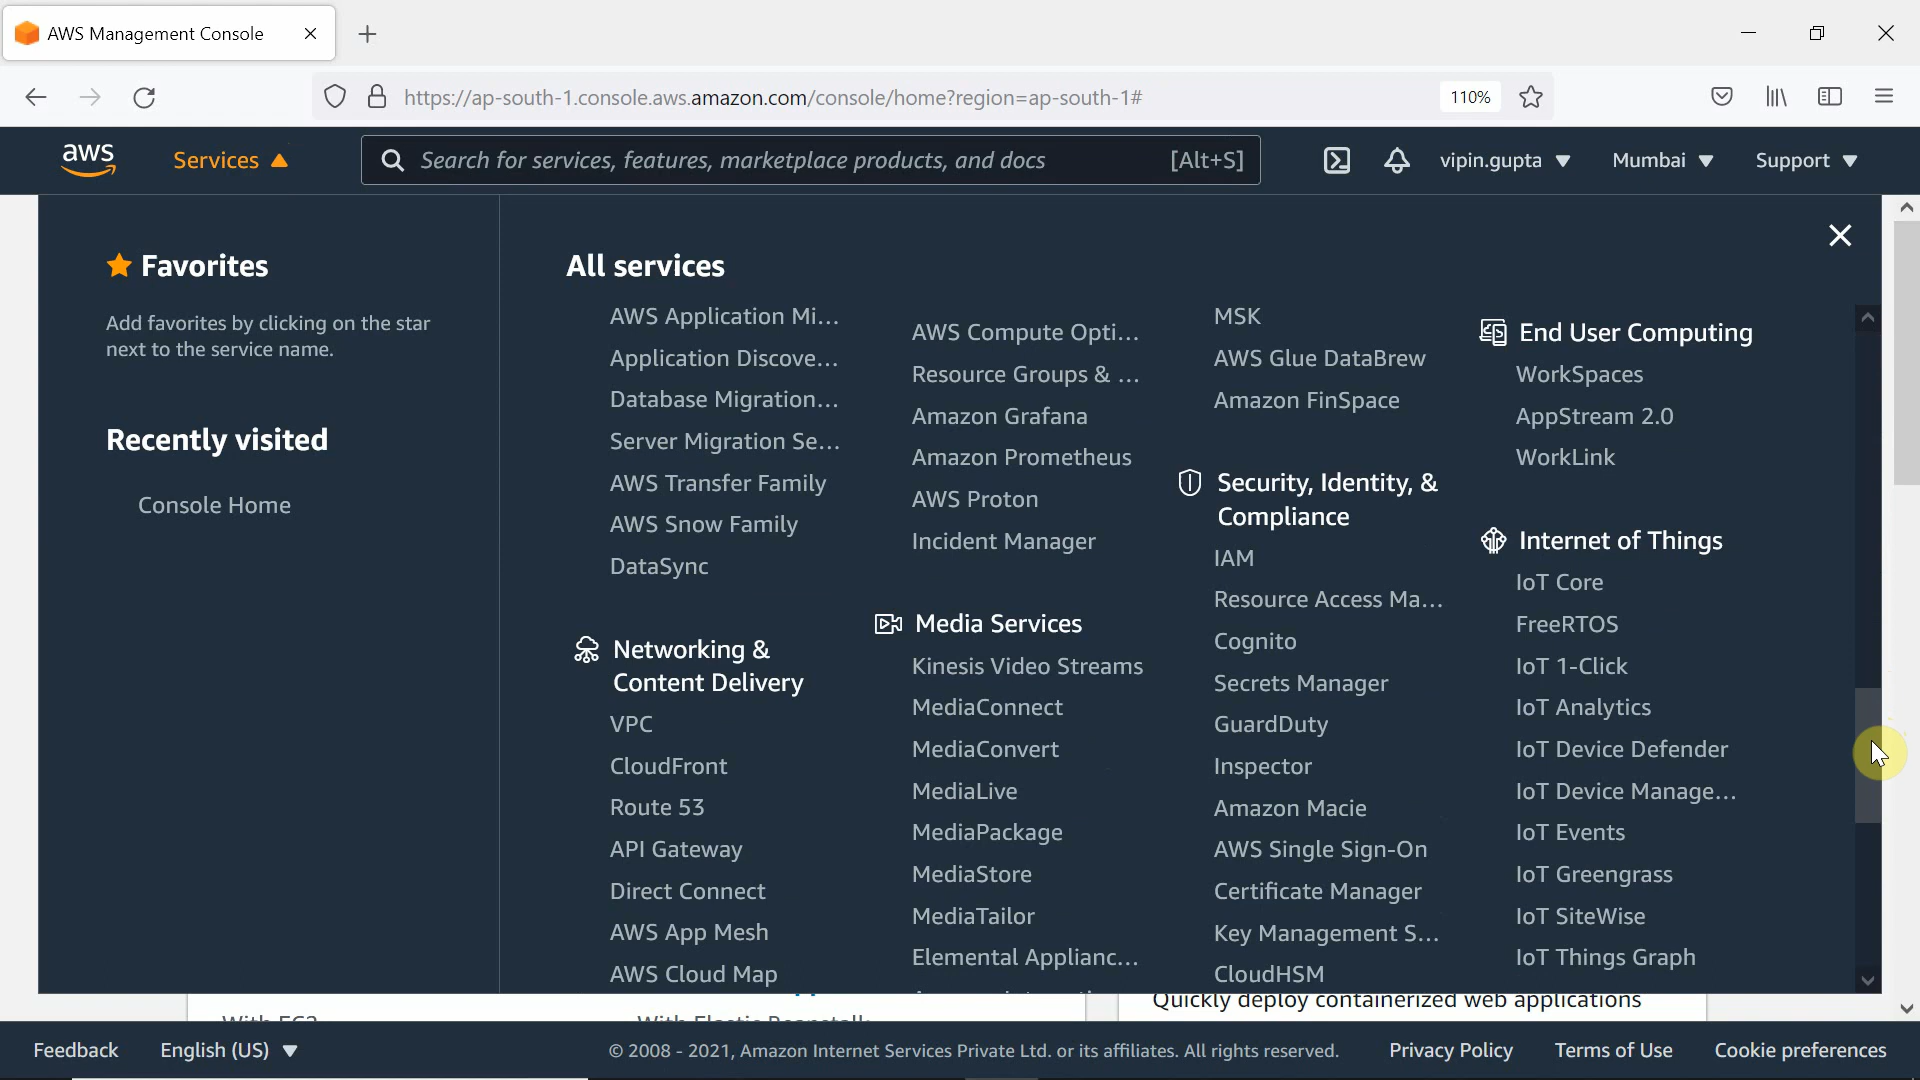 AWS Management Console
https://ap-south-1.console.aws.amazon.com/console/home?region=ap-south-1#
110%
aws
Services
Search for services, features, marketplace products, and docs
[Alt+S]
vipin.gupta
Mumbai
Support
Favorites
Add favorites by clicking on the star
next to the service name.
Recently visited
Console Home
All services
AWS Application Mi...
Application Discove...
Database Migration...
Server Migration Se...
AWS Transfer Family
AWS Snow Family
DataSync
Networking &
Content Delivery
VPC
CloudFront
Route 53
API Gateway
Direct Connect
AWS App Mesh
AWS Cloud Map
AWS Compute Opti...
Resource Groups & ...
Amazon Grafana
Amazon Prometheus
AWS Proton
Incident Manager
Media Services
Kinesis Video Streams
MediaConnect
MediaConvert
MediaLive
MediaPackage
MediaStore
MediaTailor
Elemental Applianc...
MSK
AWS Glue DataBrew
Amazon FinSpace
Security, Identity, &
Compliance
IAM
Resource Access Ma...
Cognito
Secrets Manager
GuardDuty
Inspector
Amazon Macie
AWS Single Sign-On
Certificate Manager
Key Management S...
CloudHSM
End User Computing
WorkSpaces
AppStream 2.0
WorkLink
Internet of Things
IoT Core
FreeRTOS
IoT 1-Click
IoT Analytics
IoT Device Defender
IoT Device Manage...
IoT Events
IoT Greengrass
IoT SiteWise
IoT Things Graph
Quickly deploy containerized web applications
Feedback
English (US)
© 2008 - 2021, Amazon Internet Services Private Ltd. or its affiliates. All rights reserved.
Privacy Policy
Terms of Use
Cookie preferences